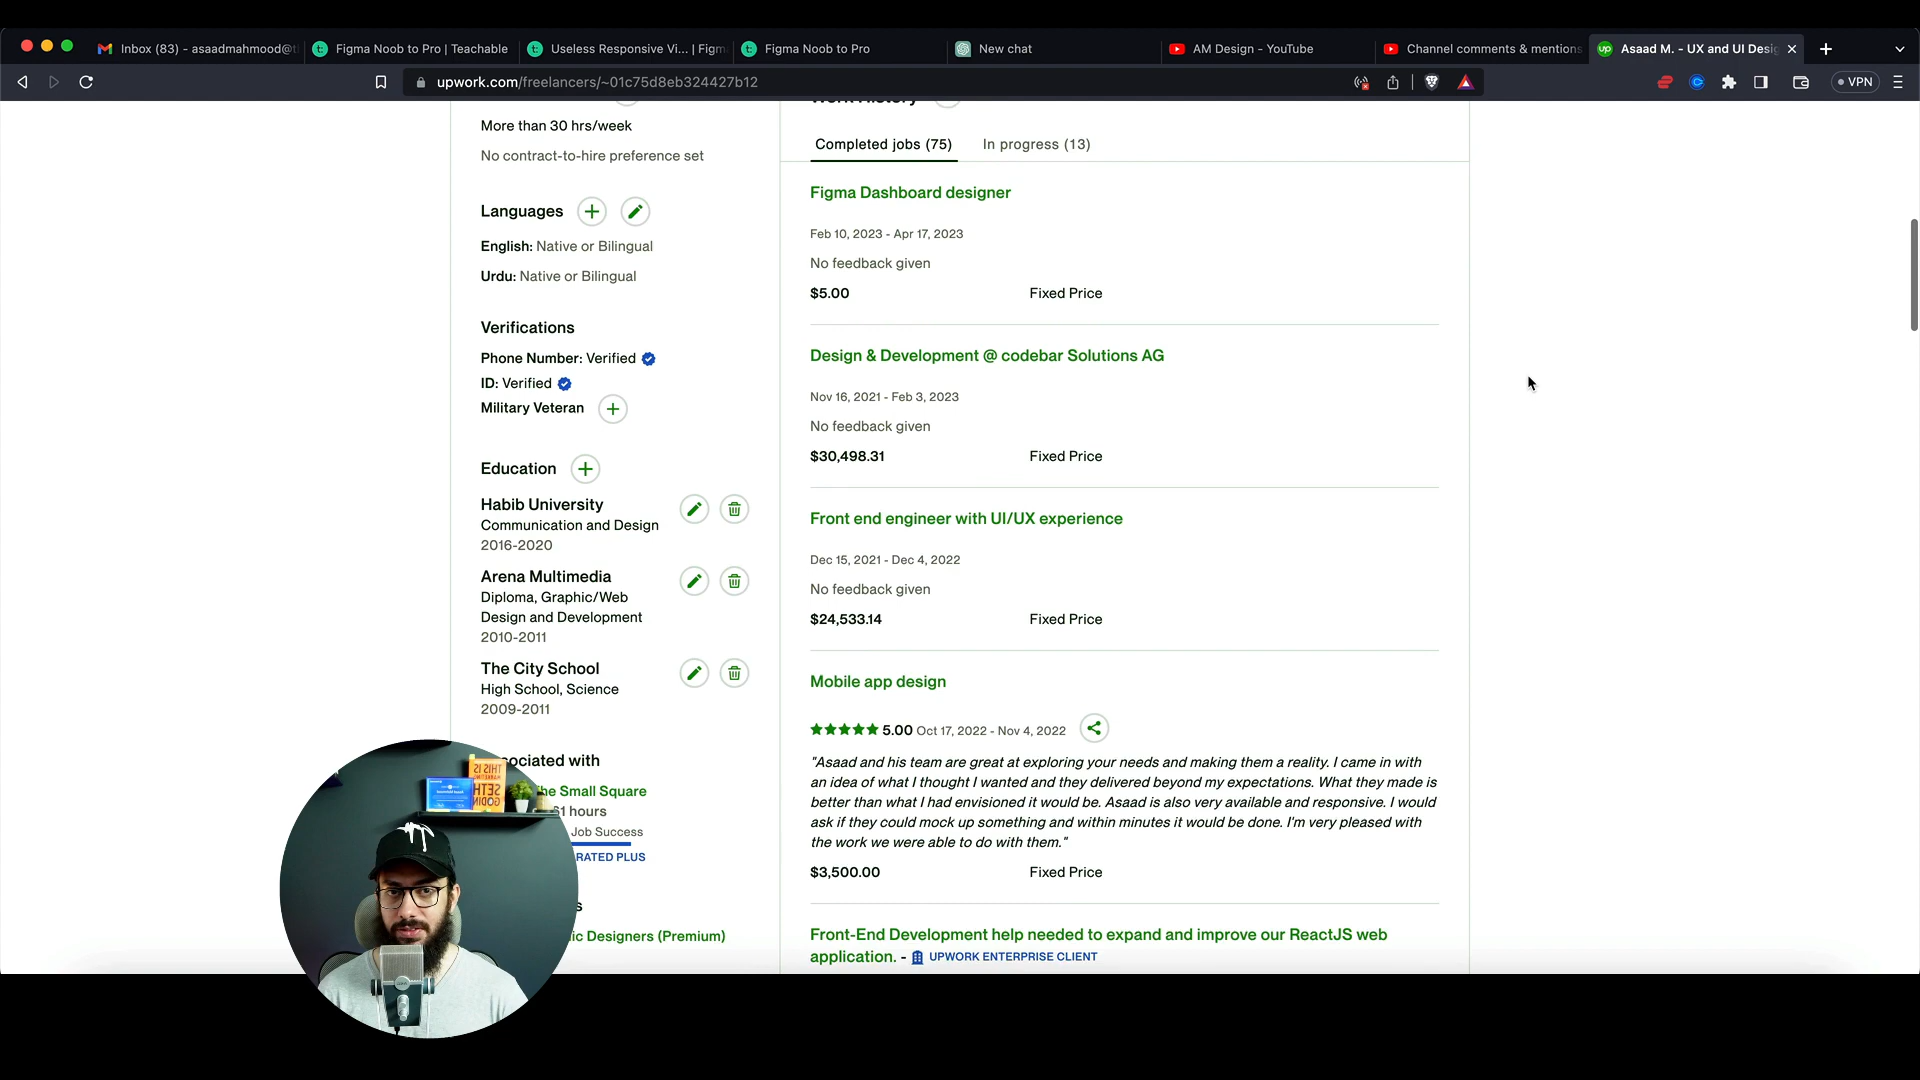 Inbox (83) - asaadmahmood@t
Figma Noob to Pro | Teachable
Useless Responsive Vi... | Figm
Figma Noob to Pro
New chat
AM Design - YouTube
Channel comments & mentions
up
Asaad M. - UX and UI Desig
upwork.com/freelancers/~01c75d8eb324427b12
VPN
More than 30 hrs/week
No contract-to-hire preference set
Languages
English: Native or Bilingual
Urdu: Native or Bilingual
Verifications
Phone Number: Verified
ID: Verified
Military Veteran
Education
Habib University
Communication and Design
2016-2020
Arena Multimedia
Diploma, Graphic/Web
Design and Development
2010-2011
The City School
High School, Science
2009-2011
ociated with
he Small Square
61 hours
Job Success
RATED PLUS
s
ic Designers (Premium)
THIS IS
MARKETING
SETH
GODIN
Work History
Completed jobs (75)
In progress (13)
Figma Dashboard designer
Feb 10, 2023 - Apr 17, 2023
No feedback given
$5.00 Fixed Price
Design & Development @ codebar Solutions AG
Nov 16, 2021 - Feb 3, 2023
No feedback given
$30,498.31 Fixed Price
Front end engineer with UI/UX experience
Dec 15, 2021 - Dec 4, 2022
No feedback given
$24,533.14 Fixed Price
Mobile app design
5.00 Oct 17, 2022 - Nov 4, 2022
"Asaad and his team are great at exploring your needs and making them a reality. I came in with
an idea of what I thought I wanted and they delivered beyond my expectations. What they made is
better than what I had envisioned it would be. Asaad is also very available and responsive. I would
ask if they could mock up something and within minutes it would be done. I'm very pleased with
the work we were able to do with them."
$3,500.00 Fixed Price
Front-End Development help needed to expand and improve our ReactJS web
application. - UPWORK ENTERPRISE CLIENT